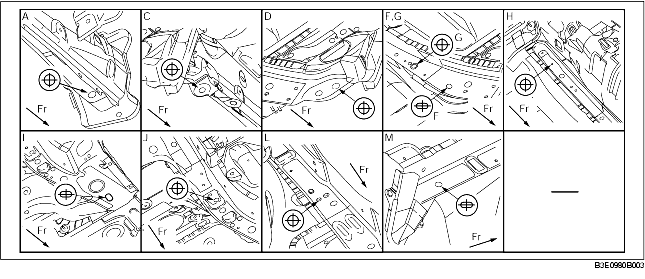 A C D F,G H
G
F
Fr Fr Fr Fr Fr
I J L M
Fr
Fr Fr Fr
B3E0980B003